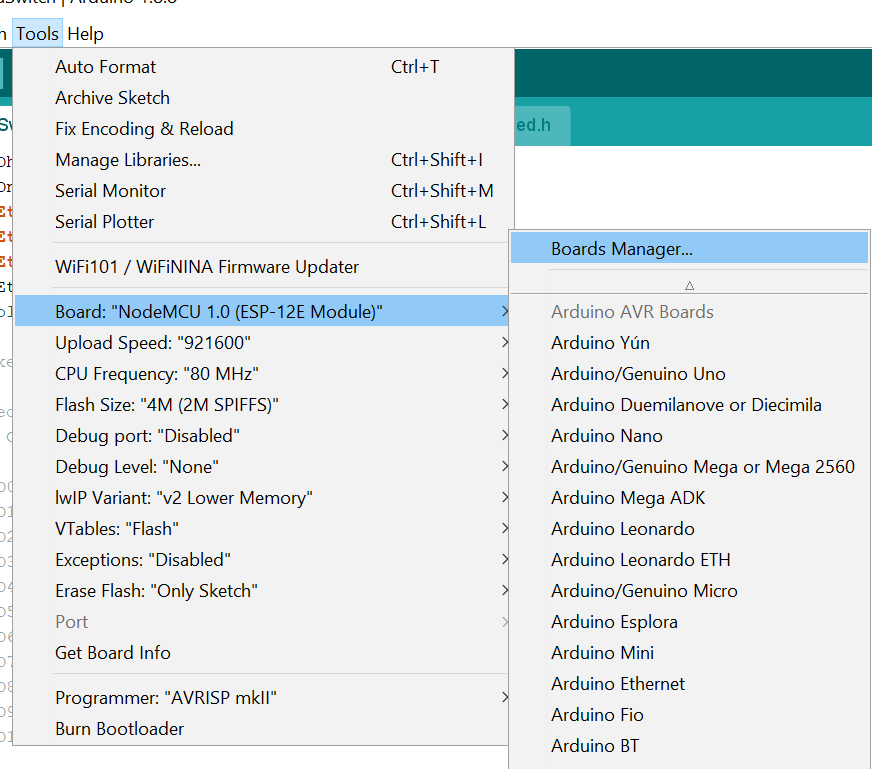 Tools Help
Auto Format Ctrl+T
Archive Sketch
Fix Encoding & Reload
Manage Libraries... Ctrl+Shift+I
Serial Monitor Ctrl+Shift+M
Serial Plotter Ctrl+Shift+L
WiFi101 / WiFiNINA Firmware Updater
Board: "NodeMCU 1.0 (ESP-12E Module)"
Upload Speed: "921600"
CPU Frequency: "80 MHz"
Flash Size: "4M (2M SPIFFS)"
Debug port: "Disabled"
Debug Level: "None"
lwIP Variant: "v2 Lower Memory"
VTables: "Flash"
Exceptions: "Disabled"
Erase Flash: "Only Sketch"
Port
Get Board Info
Programmer: "AVRISP mkII"
Burn Bootloader
ed.h
Boards Manager...
Arduino AVR Boards
Arduino Yún
Arduino/Genuino Uno
Arduino Duemilanove or Diecimila
Arduino Nano
Arduino/Genuino Mega or Mega 2560
Arduino Mega ADK
Arduino Leonardo
Arduino Leonardo ETH
Arduino/Genuino Micro
Arduino Esplora
Arduino Mini
Arduino Ethernet
Arduino Fio
Arduino BT